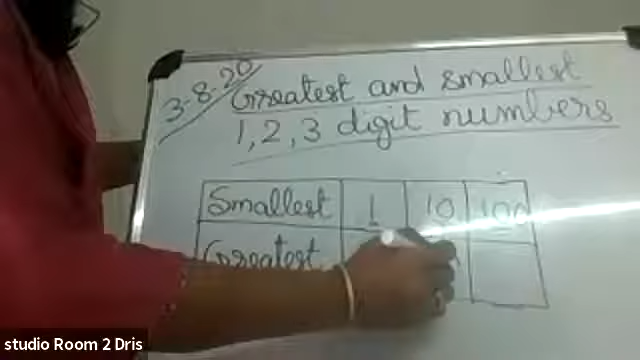 3-8-20
Greatest and smallest
1, 2, 3 digit numbers
Smallest 1 10 100
Greatest
studio Room 2 Dris